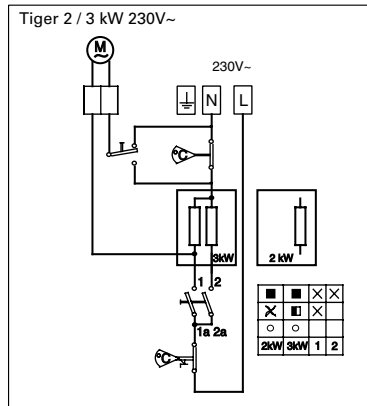 Tiger 2 / 3 kW 230V~
M
230V~
N L
°C
3kW
2 kW
1 2
1a 2a
°C
2kW 3kW 1 2